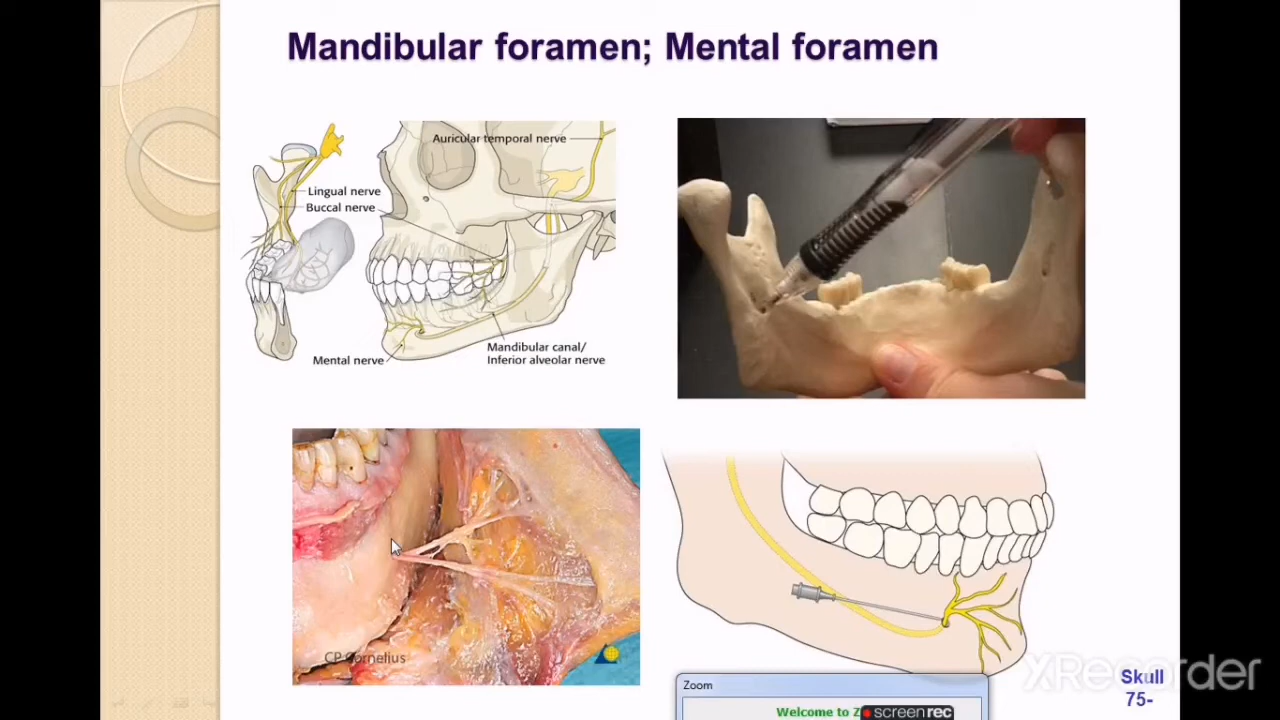 Mandibular foramen; Mental foramen
Auricular temporal nerve
Lingual nerve
Buccal nerve
Mental nerve
Mandibular canal/
Inferior alveolar nerve
CP Cornelius
Zoom
Welcome to Z
screenrec
XRecorder
Skull
75-